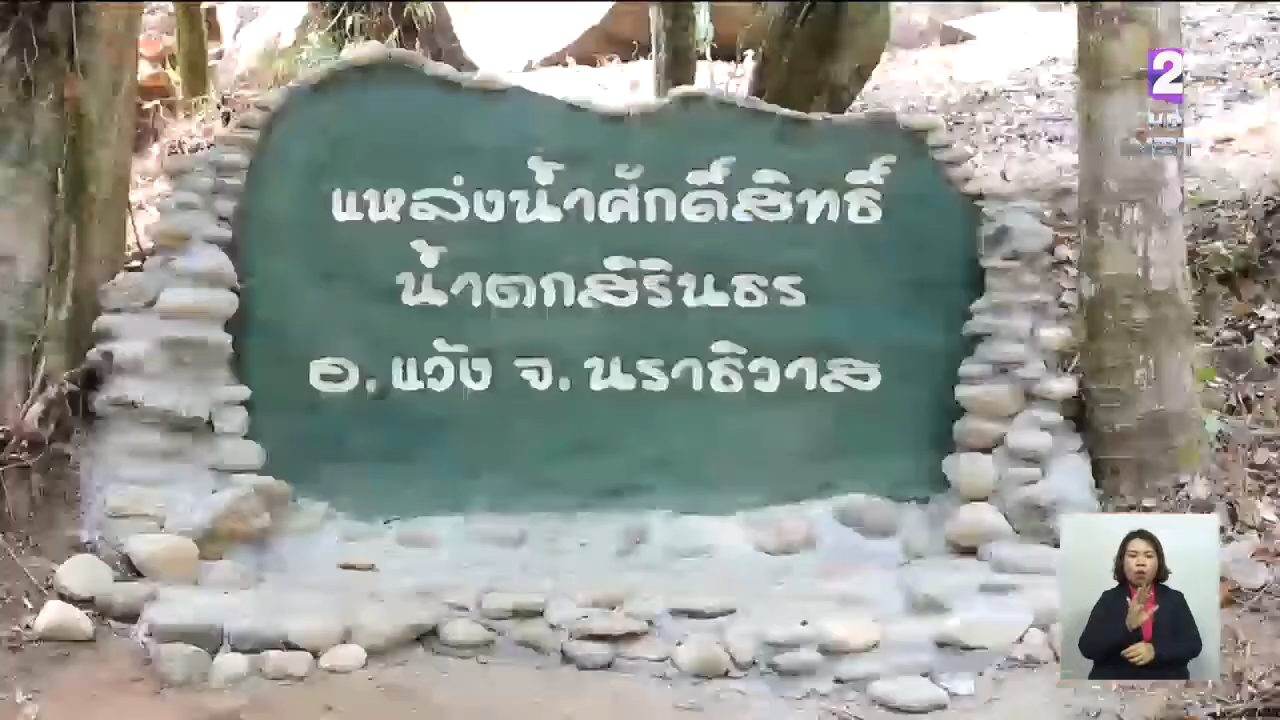 แหล่งน้ำศักดิ์สิทธิ์
น้ำตกสิรินธร
อ.แว้ง จ.นราธิวาส
2